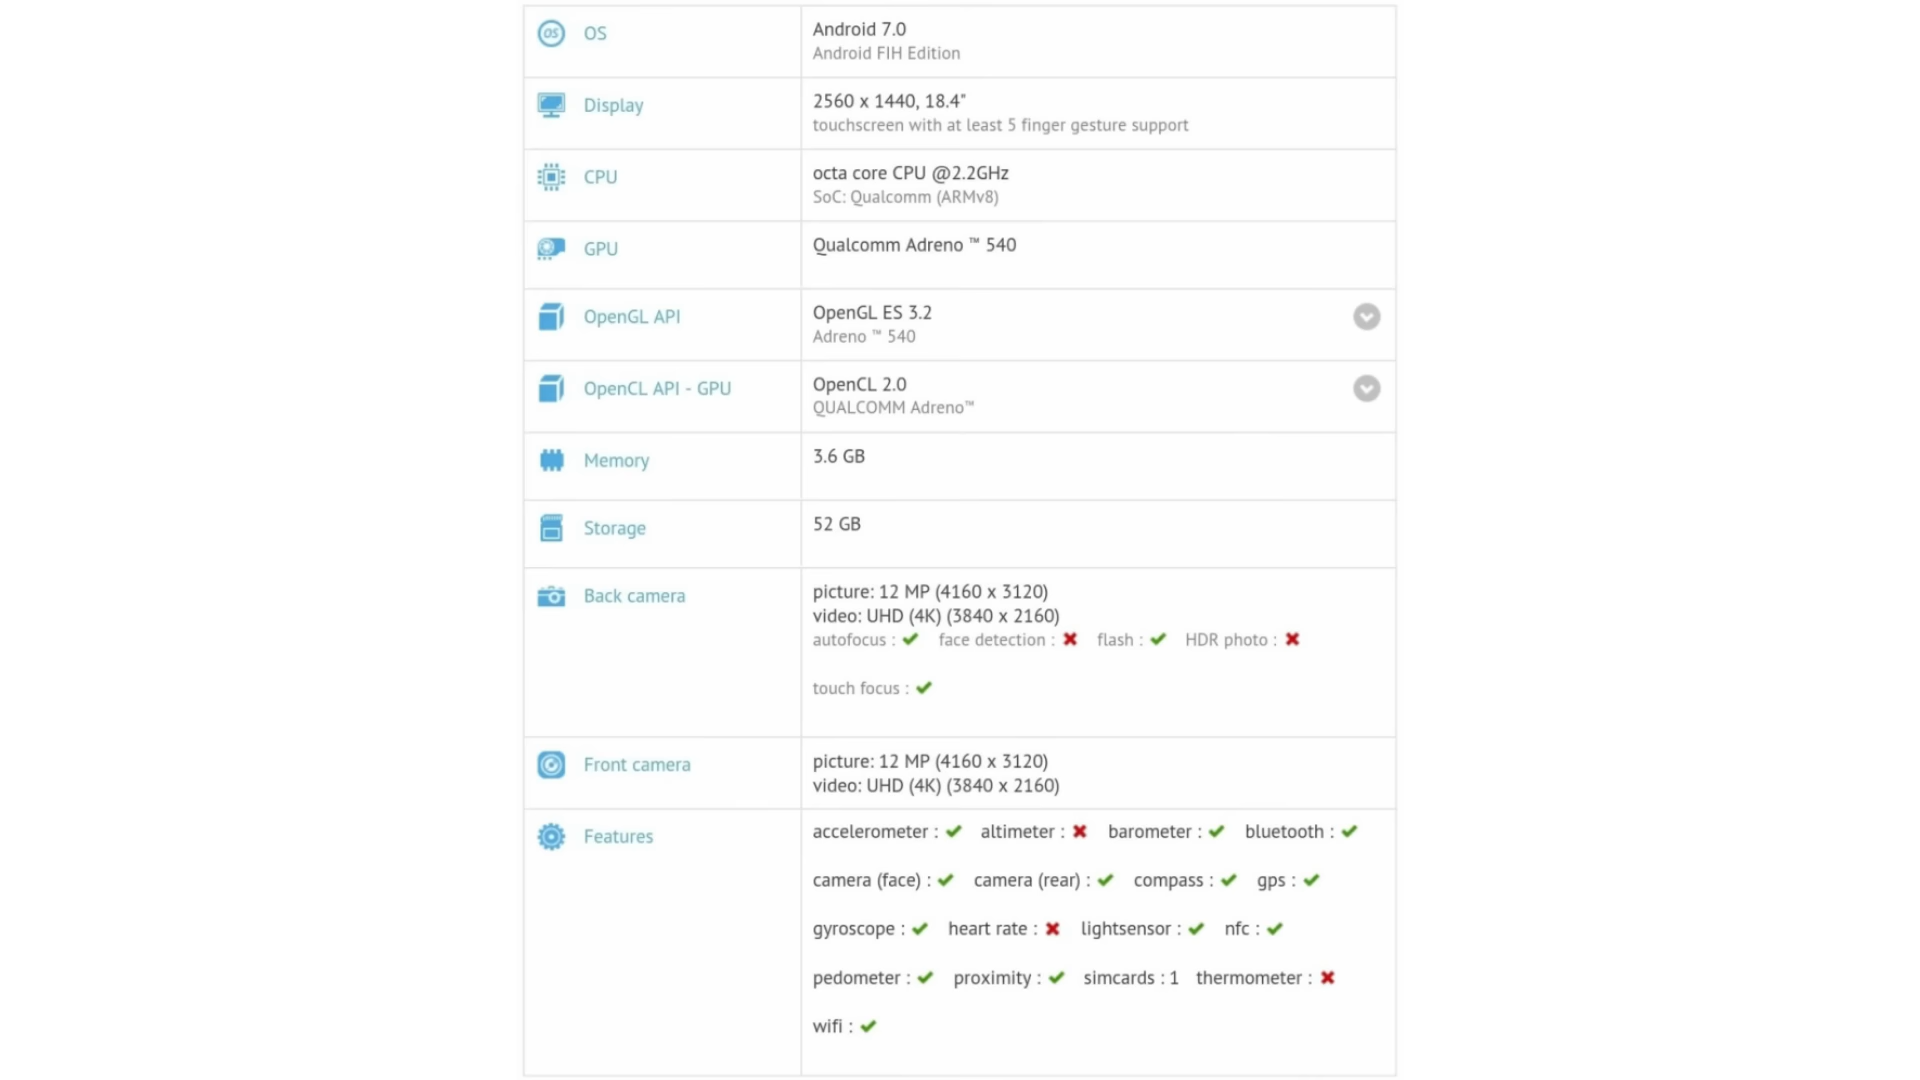 OS
Android 7.0
Android FIH Edition
Display
2560 x 1440, 18.4"
touchscreen with at least 5 finger gesture support
CPU
octa core CPU @2.2GHz
SoC: Qualcomm (ARMv8)
GPU
Qualcomm Adreno ™ 540
OpenGL API
OpenGL ES 3.2
Adreno ™ 540
OpenCL API - GPU
OpenCL 2.0
QUALCOMM Adreno™
Memory
3.6 GB
Storage
52 GB
Back camera
picture: 12 MP (4160 x 3120)
video: UHD (4K) (3840 x 2160)
autofocus : ✔ face detection : ✖ flash : ✔ HDR photo : ✖
touch focus : ✔
Front camera
picture: 12 MP (4160 x 3120)
video: UHD (4K) (3840 x 2160)
Features
accelerometer : ✔ altimeter : ✖ barometer : ✔ bluetooth : ✔
camera (face) : ✔ camera (rear) : ✔ compass : ✔ gps : ✔
gyroscope : ✔ heart rate : ✖ lightsensor : ✔ nfc : ✔
pedometer : ✔ proximity : ✔ simcards : 1 thermometer : ✖
wifi : ✔